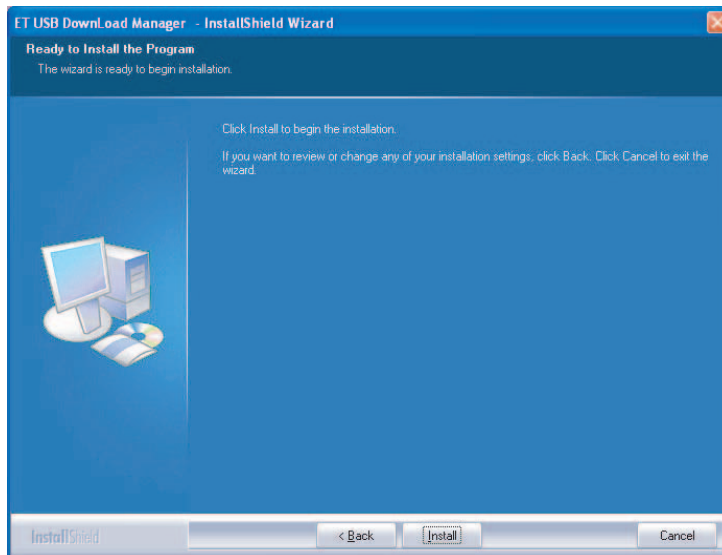 ET USB DownLoad Manager - InstallShield Wizard
Ready to Install the Program
The wizard is ready to begin installation.
Click Install to begin the installation.
If you want to review or change any of your installation settings, click Back. Click Cancel to exit the
wizard.
InstallShield
< Back
Install
Cancel